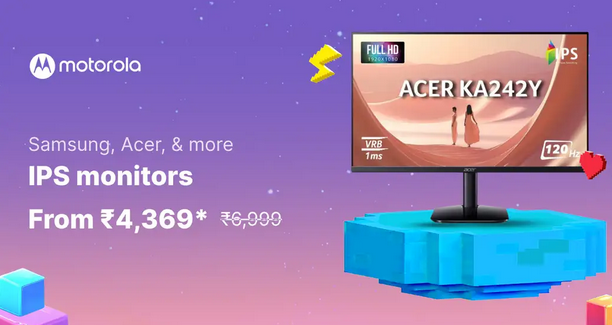 motorola
Samsung, Acer, & more
IPS monitors
From ₹4,369* ₹6,999
FULL HD
1920x1080
IPS
ACER KA242Y
VRB
1ms
120Hz
acer